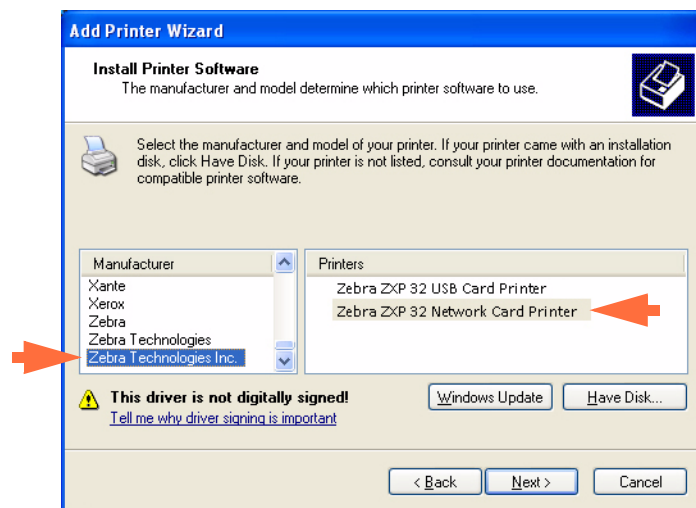 Add Printer Wizard
Install Printer Software
The manufacturer and model determine which printer software to use.
Select the manufacturer and model of your printer. If your printer came with an installation
disk, click Have Disk. If your printer is not listed, consult your printer documentation for
compatible printer software.
Manufacturer
Xante
Xerox
Zebra
Zebra Technologies
Zebra Technologies Inc.
Printers
Zebra ZXP 32 USB Card Printer
Zebra ZXP 32 Network Card Printer
This driver is not digitally signed!
Tell me why driver signing is important
Windows Update
Have Disk...
< Back
Next >
Cancel